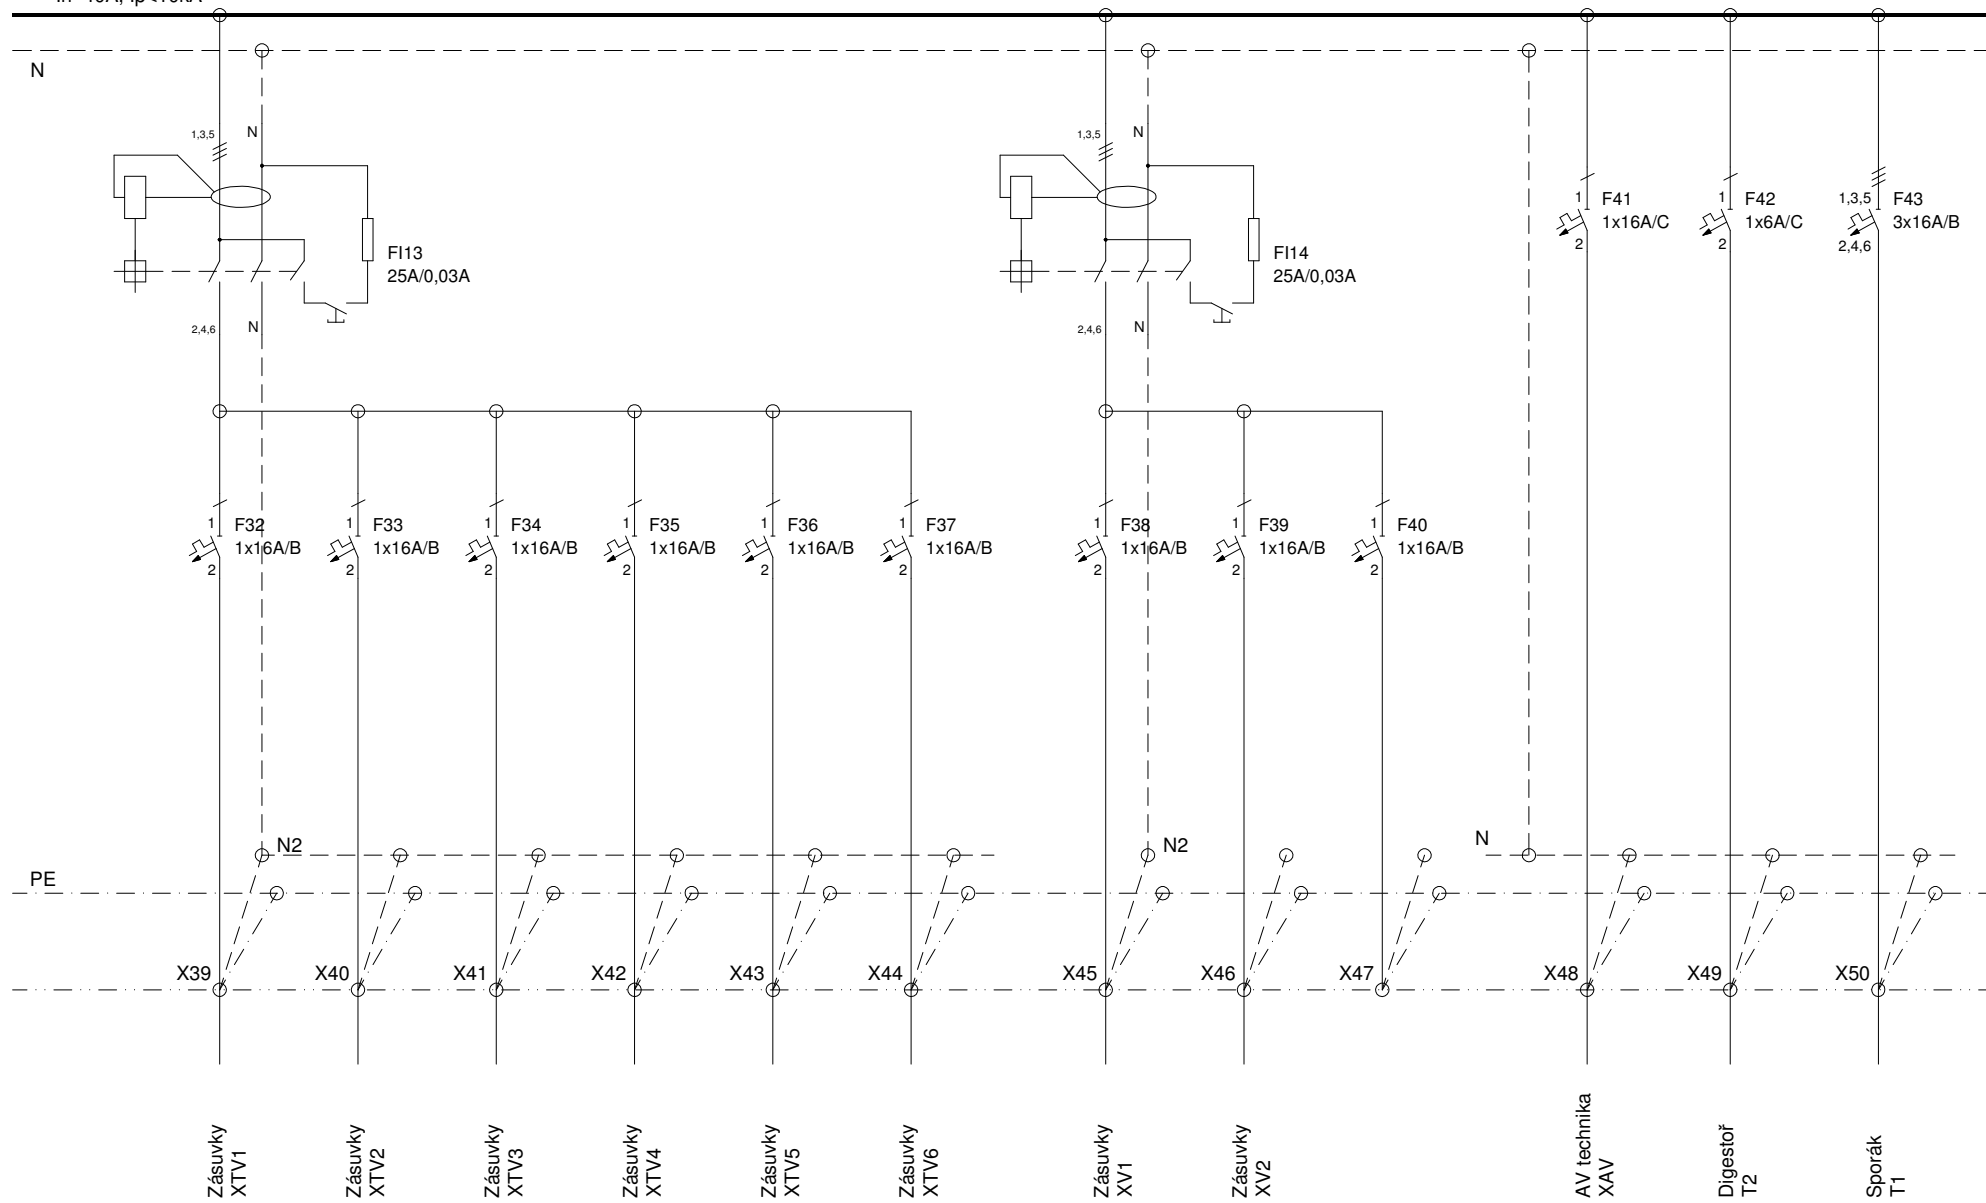 N
1,3,5
N
1,3,5
N
FI13
25A/0,03A
FI14
25A/0,03A
1
F41
1x16A/C
2
1
F42
1x6A/C
2
1,3,5
F43
3x16A/B
2,4,6
2,4,6
N
2,4,6
N
1
F32
1x16A/B
2
1
F33
1x16A/B
2
1
F34
1x16A/B
2
1
F35
1x16A/B
2
1
F36
1x16A/B
2
1
F37
1x16A/B
2
1
F38
1x16A/B
2
1
F39
1x16A/B
2
1
F40
1x16A/B
2
N2
N2
N
PE
X39
X40
X41
X42
X43
X44
X45
X46
X47
X48
X49
X50
Zásuvky
XTV1
Zásuvky
XTV2
Zásuvky
XTV3
Zásuvky
XTV4
Zásuvky
XTV5
Zásuvky
XTV6
Zásuvky
XV1
Zásuvky
XV2
AV technika
XAV
Digestoř
T2
Sporák
T1